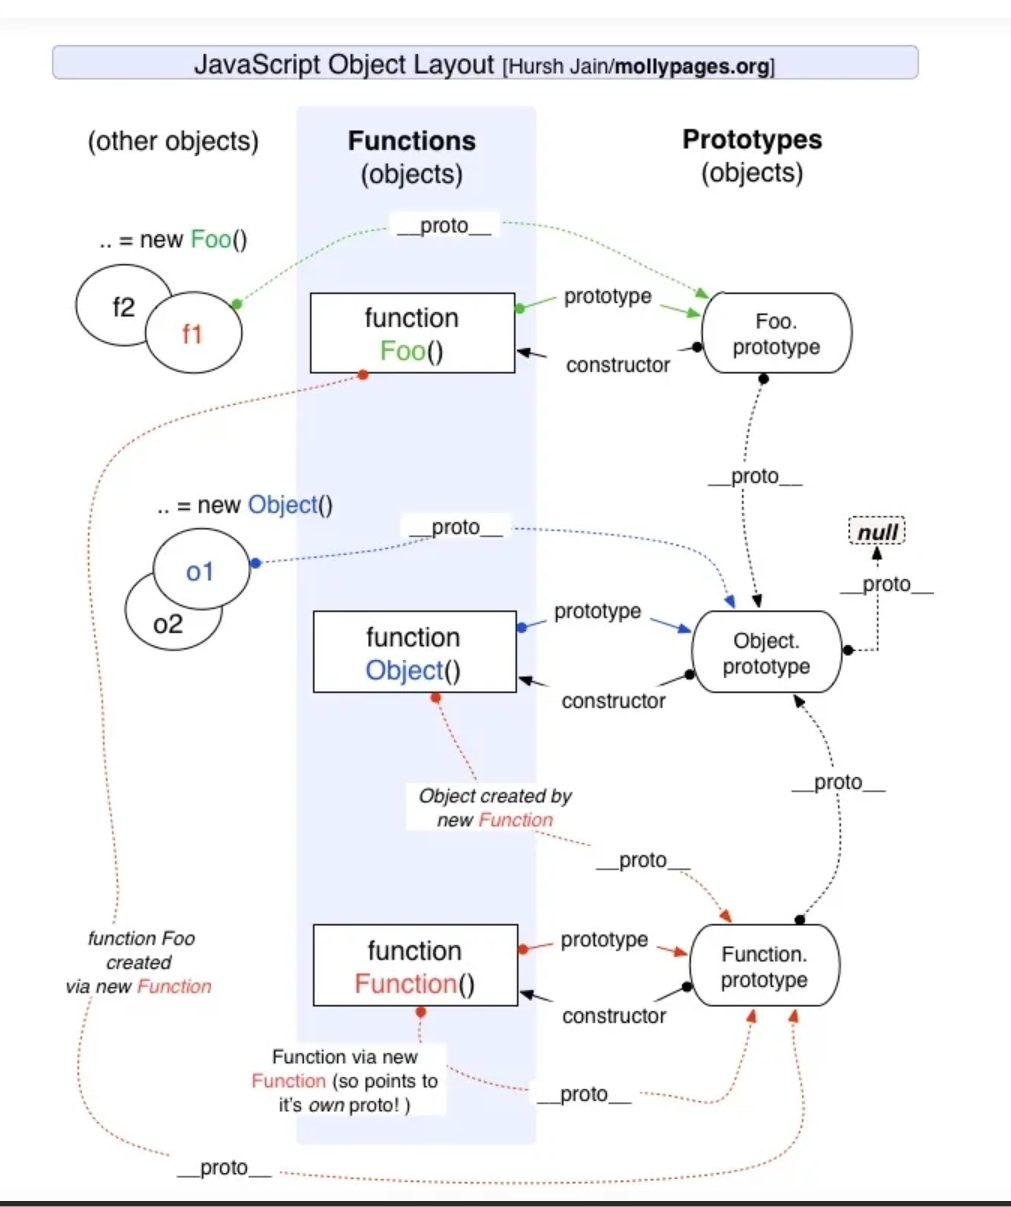 JavaScript Object Layout [Hursh Jain/mollypages.org]
(other objects)
Functions
(objects)
Prototypes
(objects)
__proto__
.. = new Foo()
f2
f1
function
Foo()
prototype
constructor
Foo.
prototype
__proto__
.. = new Object()
__proto__
null
__proto__
o1
o2
function
Object()
prototype
constructor
Object.
prototype
__proto__
Object created by
new Function
__proto__
function Foo
created
via new Function
function
Function()
prototype
constructor
Function.
prototype
Function via new
Function (so points to
it's own proto! )
__proto__
__proto__